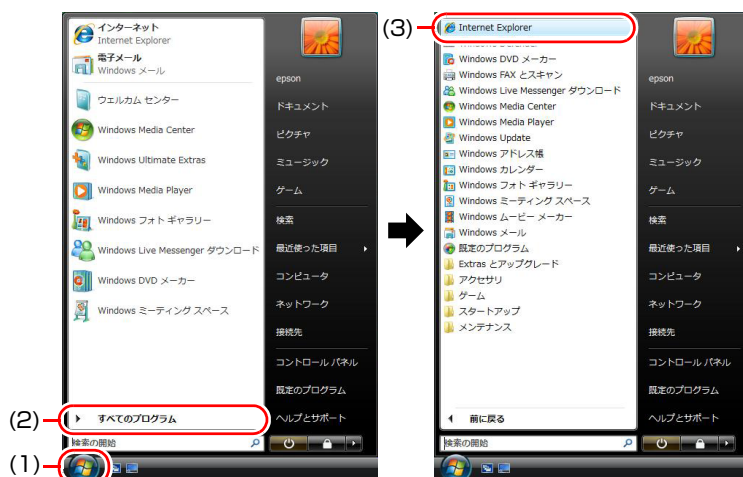 インターネット
Internet Explorer
電子メール
Windows メール
ウェルカム センター
Windows Media Center
Windows Ultimate Extras
Windows Media Player
Windows フォト ギャラリー
Windows Live Messenger ダウンロード
Windows DVD メーカー
Windows ミーティング スペース
(2)
すべてのプログラム
検索の開始
(1)
epson
ドキュメント
ピクチャ
ミュージック
ゲーム
検索
最近使った項目
コンピュータ
ネットワーク
接続先
コントロール パネル
既定のプログラム
ヘルプとサポート
(3)
Internet Explorer
Windows DVD メーカー
Windows FAX とスキャン
Windows Live Messenger ダウンロード
Windows Media Center
Windows Media Player
Windows Update
Windows アドレス帳
Windows カレンダー
Windows フォト ギャラリー
Windows ミーティング スペース
Windows ムービー メーカー
Windows メール
既定のプログラム
Extras とアップグレード
アクセサリ
ゲーム
スタートアップ
メンテナンス
前に戻る
検索の開始
epson
ドキュメント
ピクチャ
ミュージック
ゲーム
検索
最近使った項目
コンピュータ
ネットワーク
接続先
コントロール パネル
既定のプログラム
ヘルプとサポート